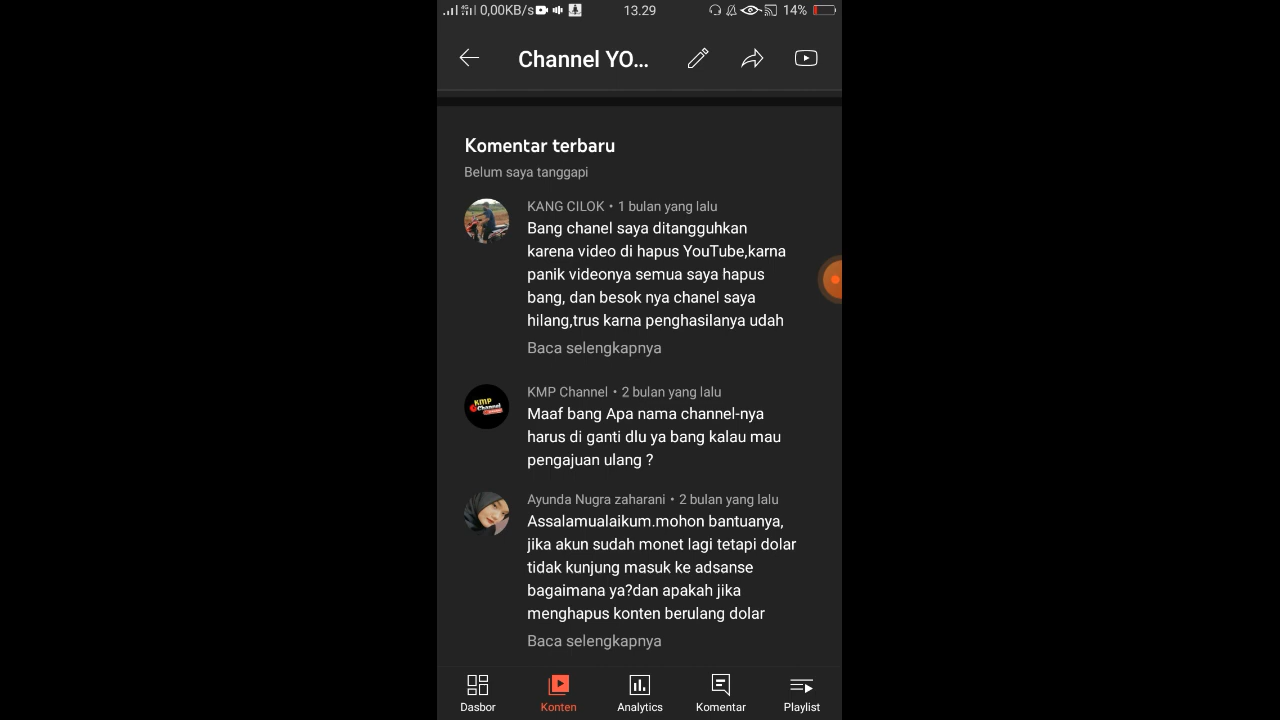 0,00KB/s 13.29 14%
Channel YO...
Komentar terbaru
Belum saya tanggapi
KANG CILOK • 1 bulan yang lalu
Bang chanel saya ditangguhkan
karena video di hapus YouTube,karna
panik videonya semua saya hapus
bang, dan besok nya chanel saya
hilang,trus karna penghasilanya udah
Baca selengkapnya
KMP Channel • 2 bulan yang lalu
Maaf bang Apa nama channel-nya
harus di ganti dlu ya bang kalau mau
pengajuan ulang ?
Ayunda Nugra zaharani • 2 bulan yang lalu
Assalamualaikum.mohon bantuanya,
jika akun sudah monet lagi tetapi dolar
tidak kunjung masuk ke adsanse
bagaimana ya?dan apakah jika
menghapus konten berulang dolar
Baca selengkapnya
Dasbor Konten Analytics Komentar Playlist